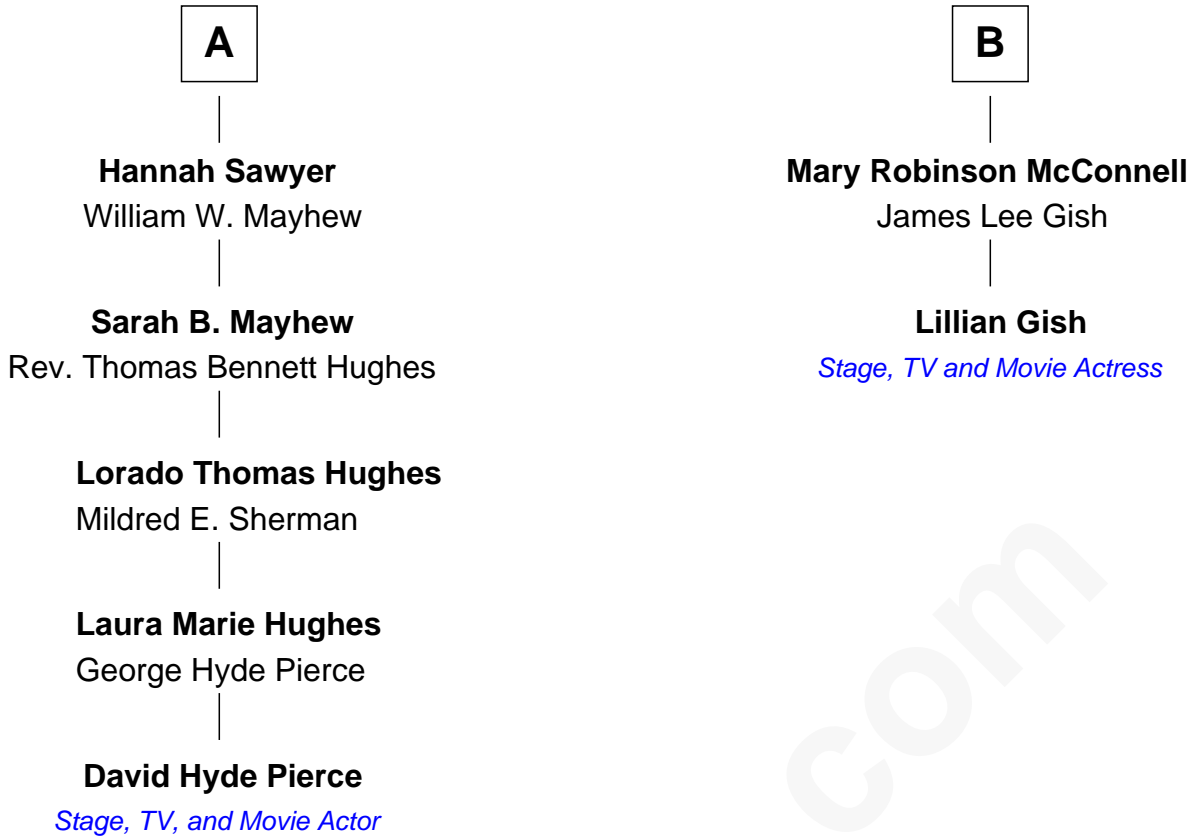 A
Hannah Sawyer
William W. Mayhew
Sarah B. Mayhew
Rev. Thomas Bennett Hughes
Lorado Thomas Hughes
Mildred E. Sherman
Laura Marie Hughes
George Hyde Pierce
David Hyde Pierce
Stage, TV, and Movie Actor
B
Mary Robinson McConnell
James Lee Gish
Lillian Gish
Stage, TV and Movie Actress
com